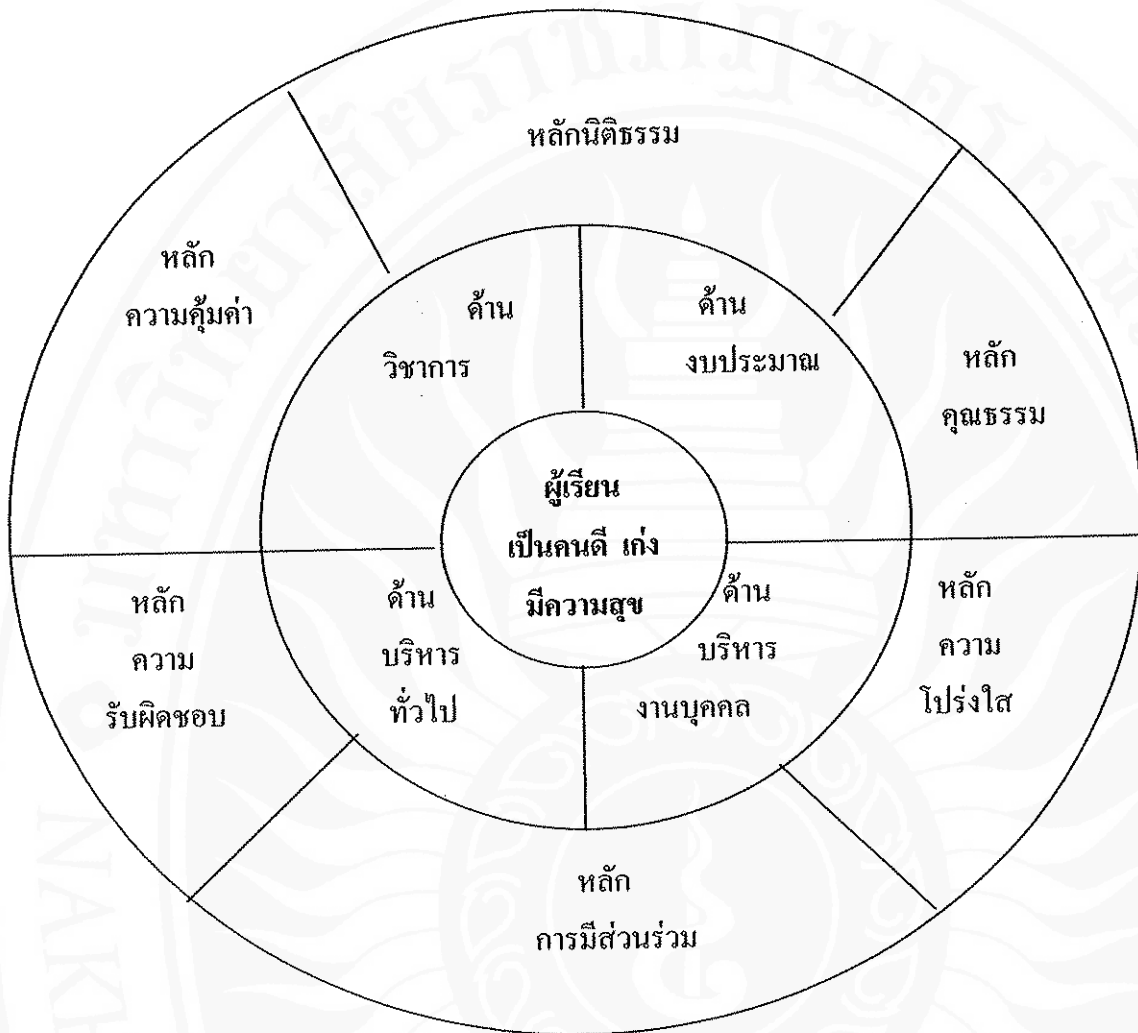 หลักนิติธรรม
หลัก
ความคุ้มค่า
ด้าน
วิชาการ
ด้าน
งบประมาณ
หลัก
คุณธรรม
ผู้เรียน
เป็นคนดี เก่ง
มีความสุข
หลัก
ความ
รับผิดชอบ
ด้าน
บริหาร
ทั่วไป
ด้าน
บริหาร
งานบุคคล
หลัก
ความ
โปร่งใส
หลัก
การมีส่วนร่วม
NAKH